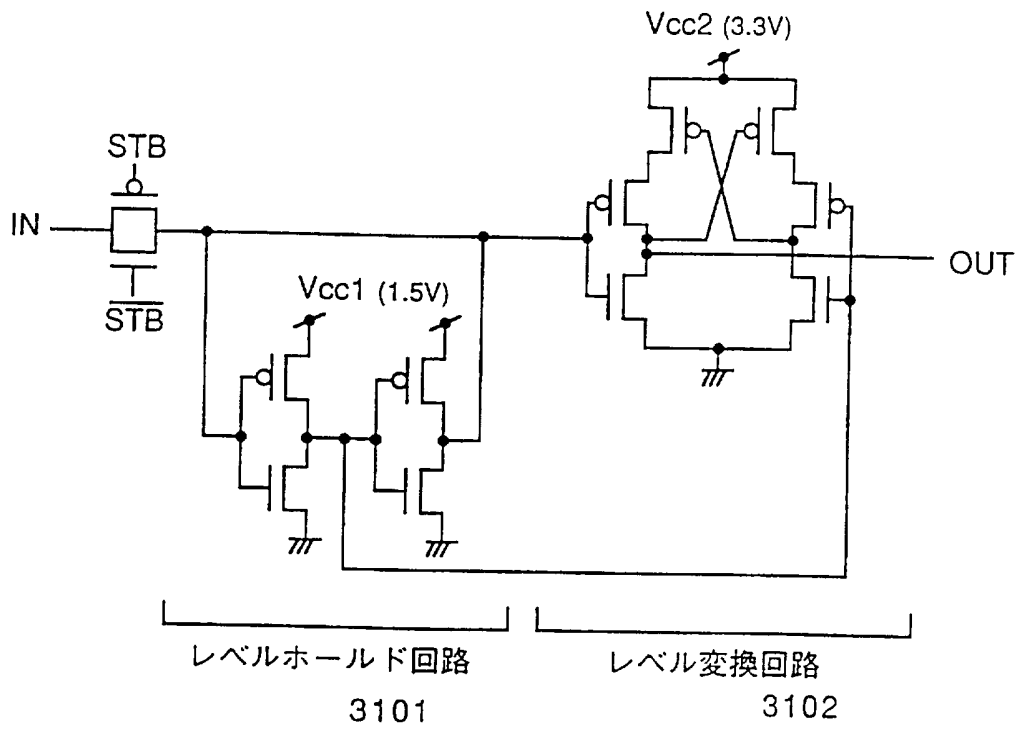 Vcc2 (3.3V)
STB
IN
OUT
Vcc1 (1.5V)
S̅T̅B̅
レベルホールド回路
レベル変換回路
3101
3102